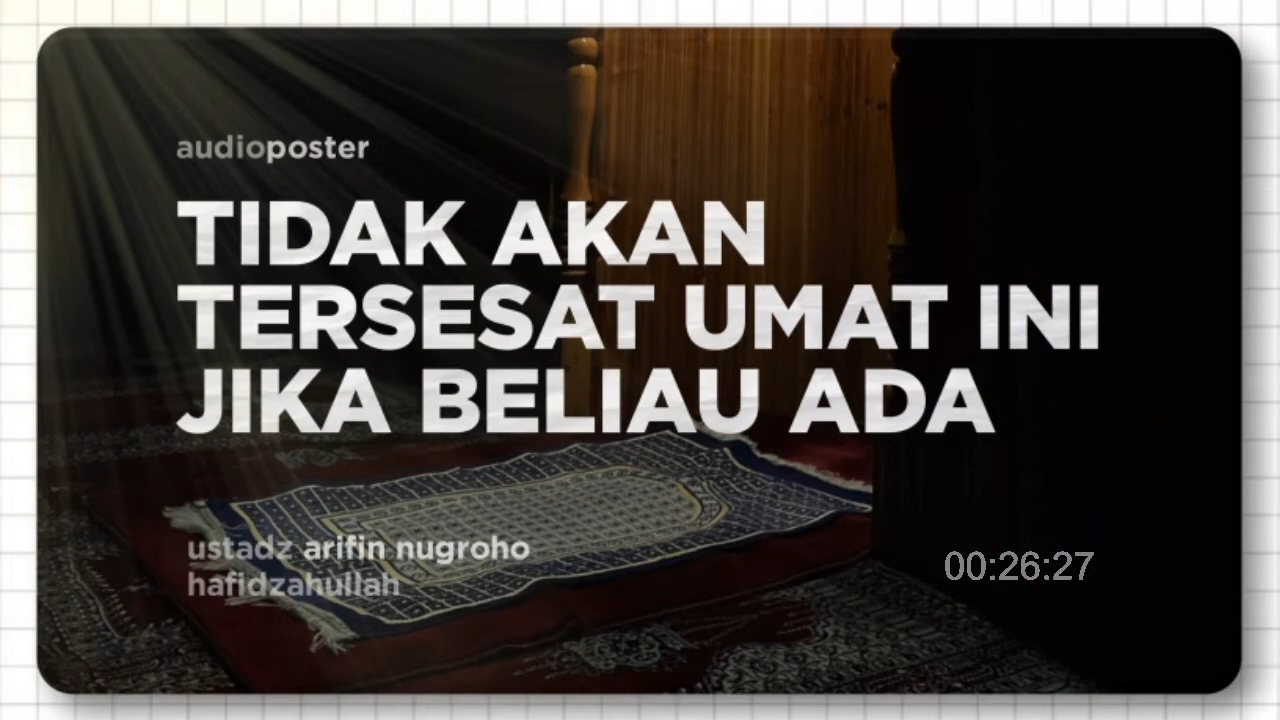 audioposter
TIDAK AKAN
TERSESAT UMAT INI
JIKA BELIAU ADA
ustadz arifin nugroho
hafidzahullah
00:26:27